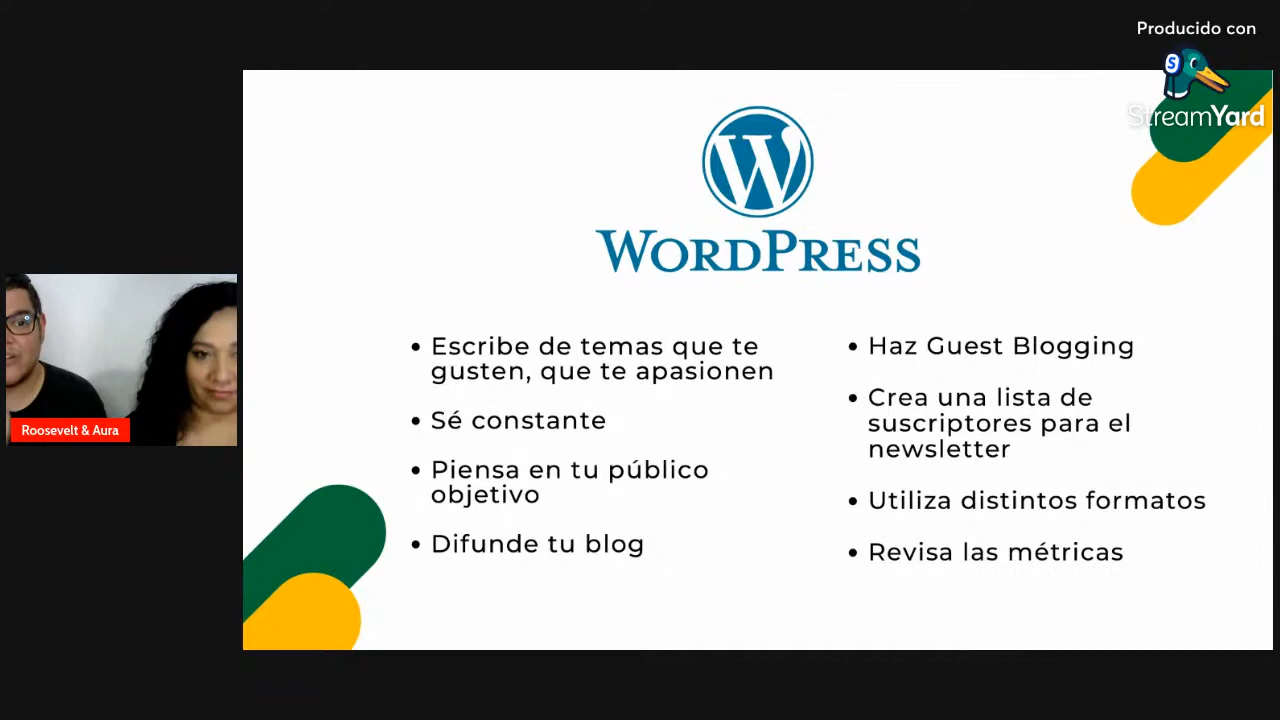 Producido con
StreamYard
WORDPRESS
• Escribe de temas que te
gusten, que te apasionen
• Sé constante
• Piensa en tu público
objetivo
• Difunde tu blog
• Haz Guest Blogging
• Crea una lista de
suscriptores para el
newsletter
• Utiliza distintos formatos
• Revisa las métricas
Roosevelt & Aura